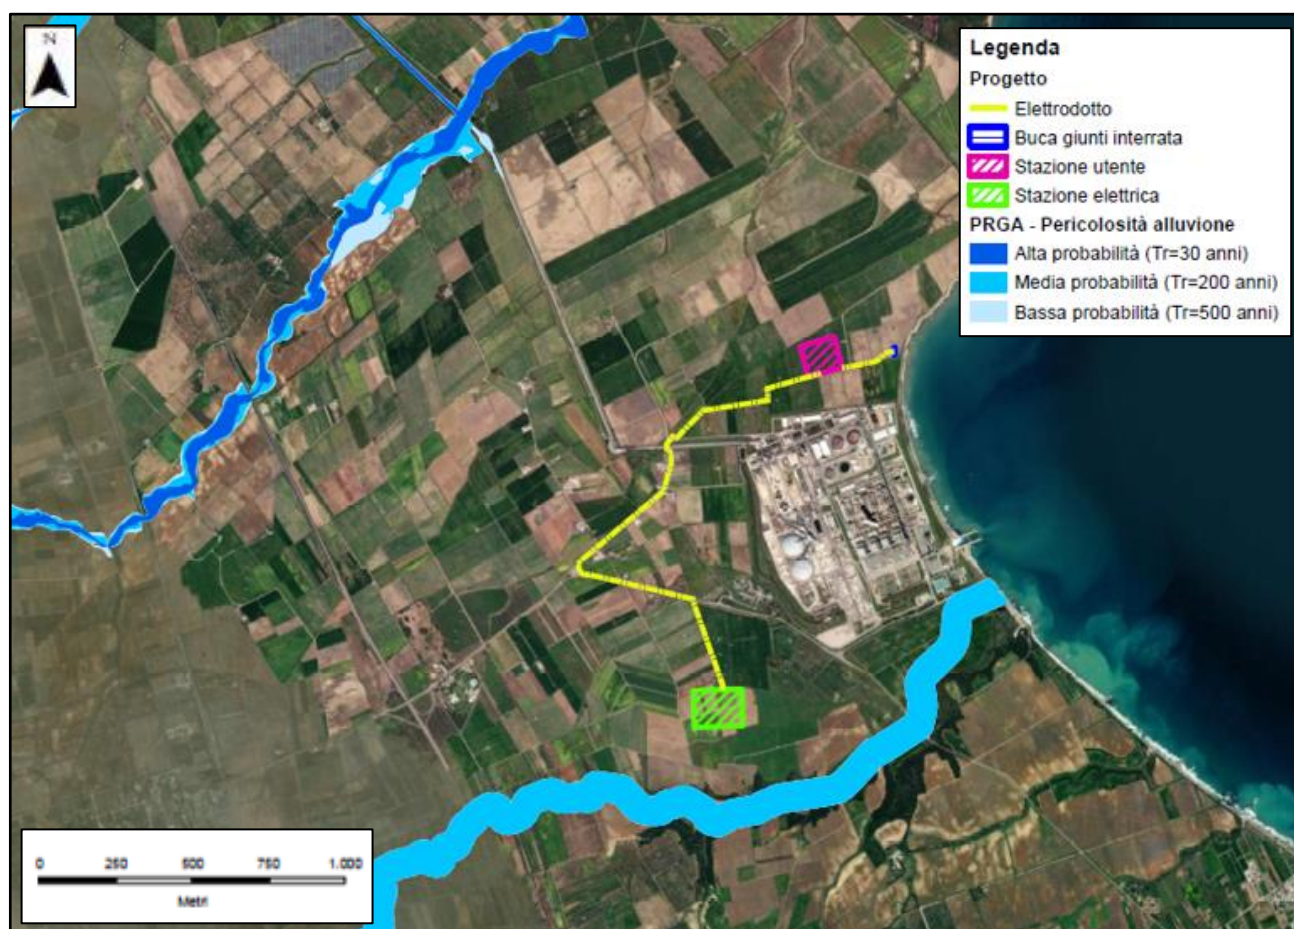 N
Legenda
Progetto
Elettrodotto
Buca giunti interrata
Stazione utente
Stazione elettrica
PRGA - Pericolosità alluvione
Alta probabilità (Tr=30 anni)
Media probabilità (Tr=200 anni)
Bassa probabilità (Tr=500 anni)
0 250 500 750 1.000
Metri